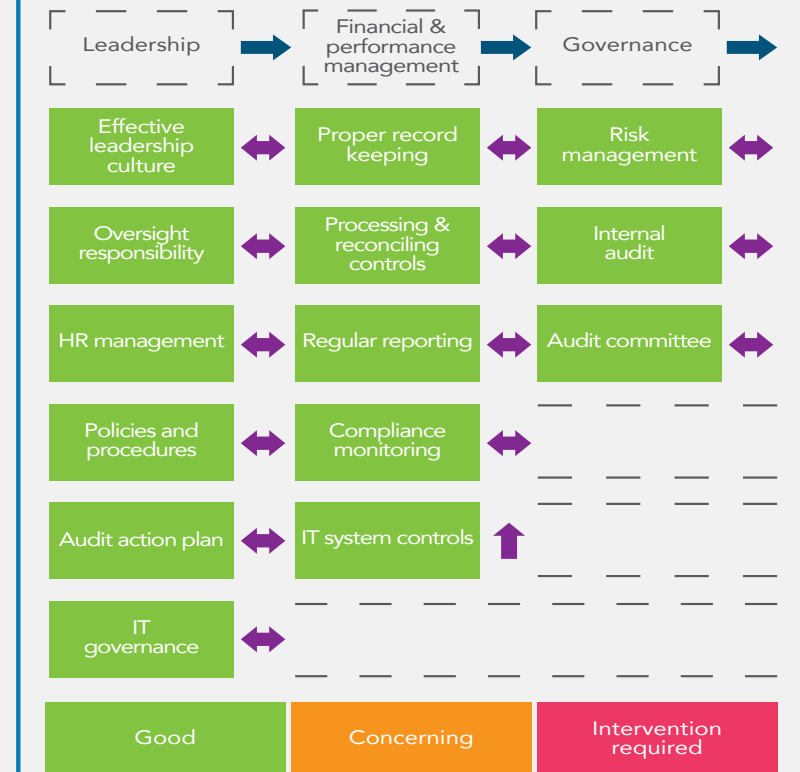 Leadership
Financial &
performance
management
Governance
Effective
leadership
culture
Proper record
keeping
Risk
management
Oversight
responsibility
Processing &
reconciling
controls
Internal
audit
HR management
Regular reporting
Audit committee
Policies and
procedures
Compliance
monitoring
Audit action plan
IT system controls
IT
governance
Good
Concerning
Intervention
required